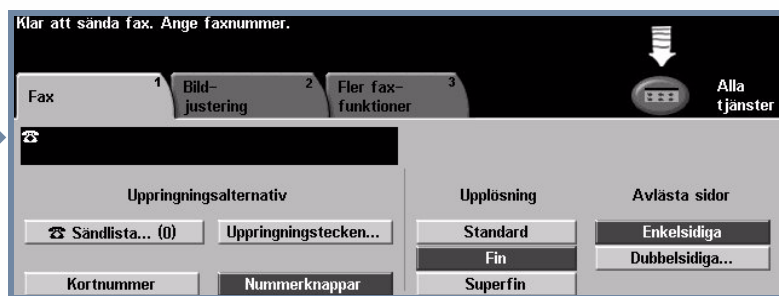 Klar att sända fax. Ange faxnummer.
Fax
1
Bild-
justering
2
Fler fax-
funktioner
3
Alla
tjänster
Uppringningsalternativ
Sändlista... (0)
Uppringningstecken...
Kortnummer
Nummerknappar
Upplösning
Standard
Fin
Superfin
Avlästa sidor
Enkelsidiga
Dubbelsidiga...